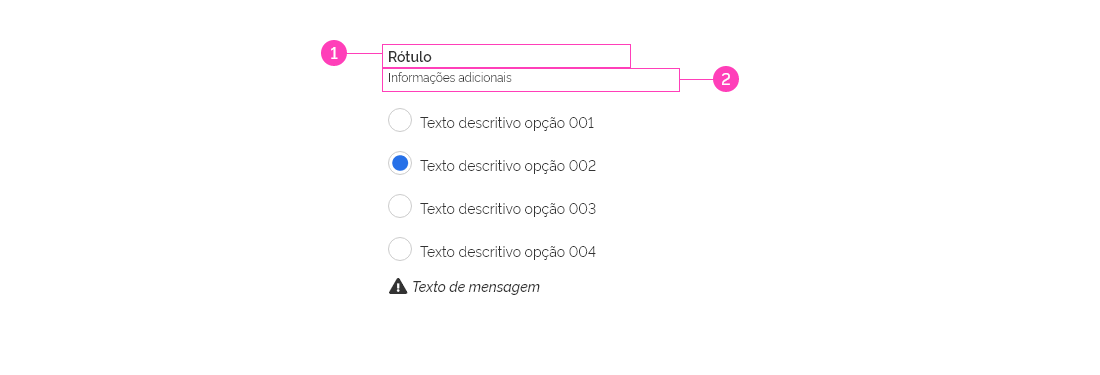 1
Rótulo
Informações adicionais
2
Texto descritivo opção 001
Texto descritivo opção 002
Texto descritivo opção 003
Texto descritivo opção 004
Texto de mensagem